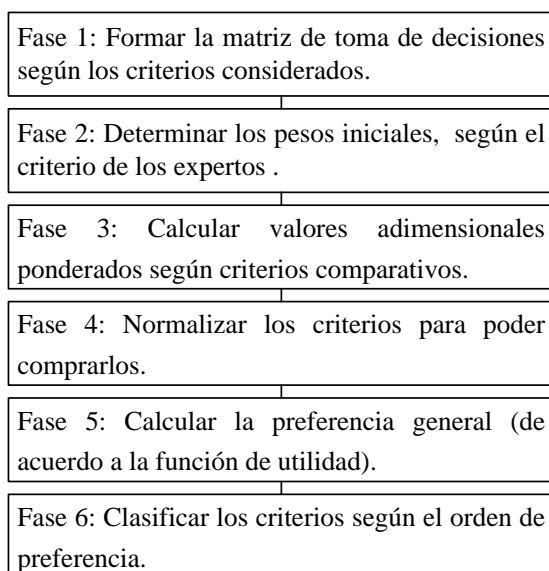 Fase 1: Formar la matriz de toma de decisiones
según los criterios considerados.
Fase 2: Determinar los pesos iniciales, según el
criterio de los expertos .
Fase 3: Calcular valores adimensionales
ponderados según criterios comparativos.
Fase 4: Normalizar los criterios para poder
comprarlos.
Fase 5: Calcular la preferencia general (de
acuerdo a la función de utilidad).
Fase 6: Clasificar los criterios según el orden de
preferencia.